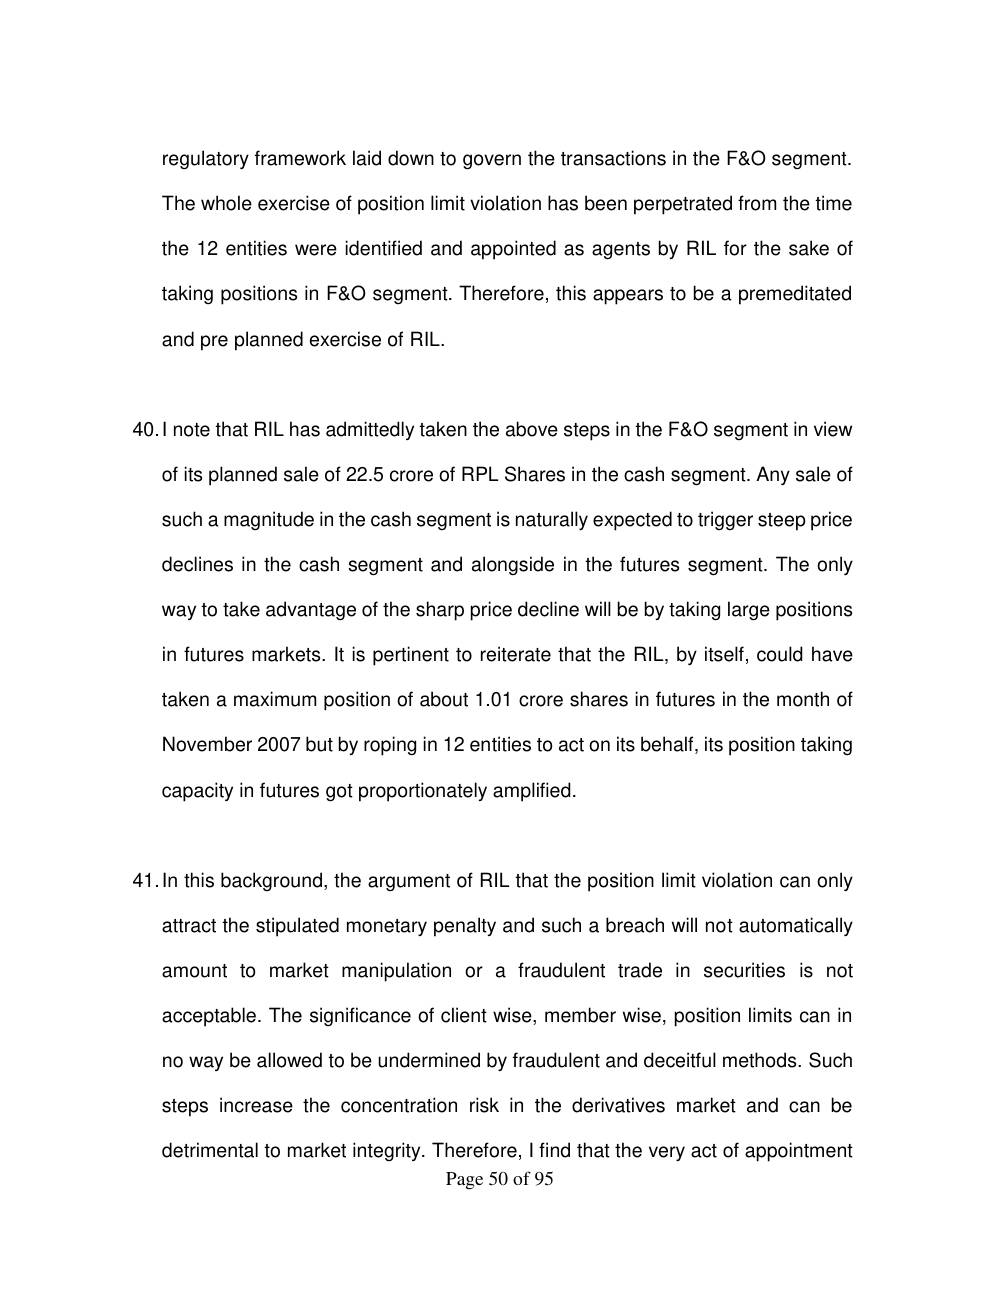 regulatory framework laid down to govern the transactions in the F&O segment.
The whole exercise of position limit violation has been perpetrated from the time
the 12 entities were identified and appointed as agents by RIL for the sake of
taking positions in F&O segment. Therefore, this appears to be a premeditated
and pre planned exercise of RIL.
40. I note that RIL has admittedly taken the above steps in the F&O segment in view
of its planned sale of 22.5 crore of RPL Shares in the cash segment. Any sale of
such a magnitude in the cash segment is naturally expected to trigger steep price
declines in the cash segment and alongside in the futures segment. The only
way to take advantage of the sharp price decline will be by taking large positions
in futures markets. It is pertinent to reiterate that the RIL, by itself, could have
taken a maximum position of about 1.01 crore shares in futures in the month of
November 2007 but by roping in 12 entities to act on its behalf, its position taking
capacity in futures got proportionately amplified.
41. In this background, the argument of RIL that the position limit violation can only
attract the stipulated monetary penalty and such a breach will not automatically
amount to market manipulation or a fraudulent trade in securities is not
acceptable. The significance of client wise, member wise, position limits can in
no way be allowed to be undermined by fraudulent and deceitful methods. Such
steps increase the concentration risk in the derivatives market and can be
detrimental to market integrity. Therefore, I find that the very act of appointment
Page 50 of 95